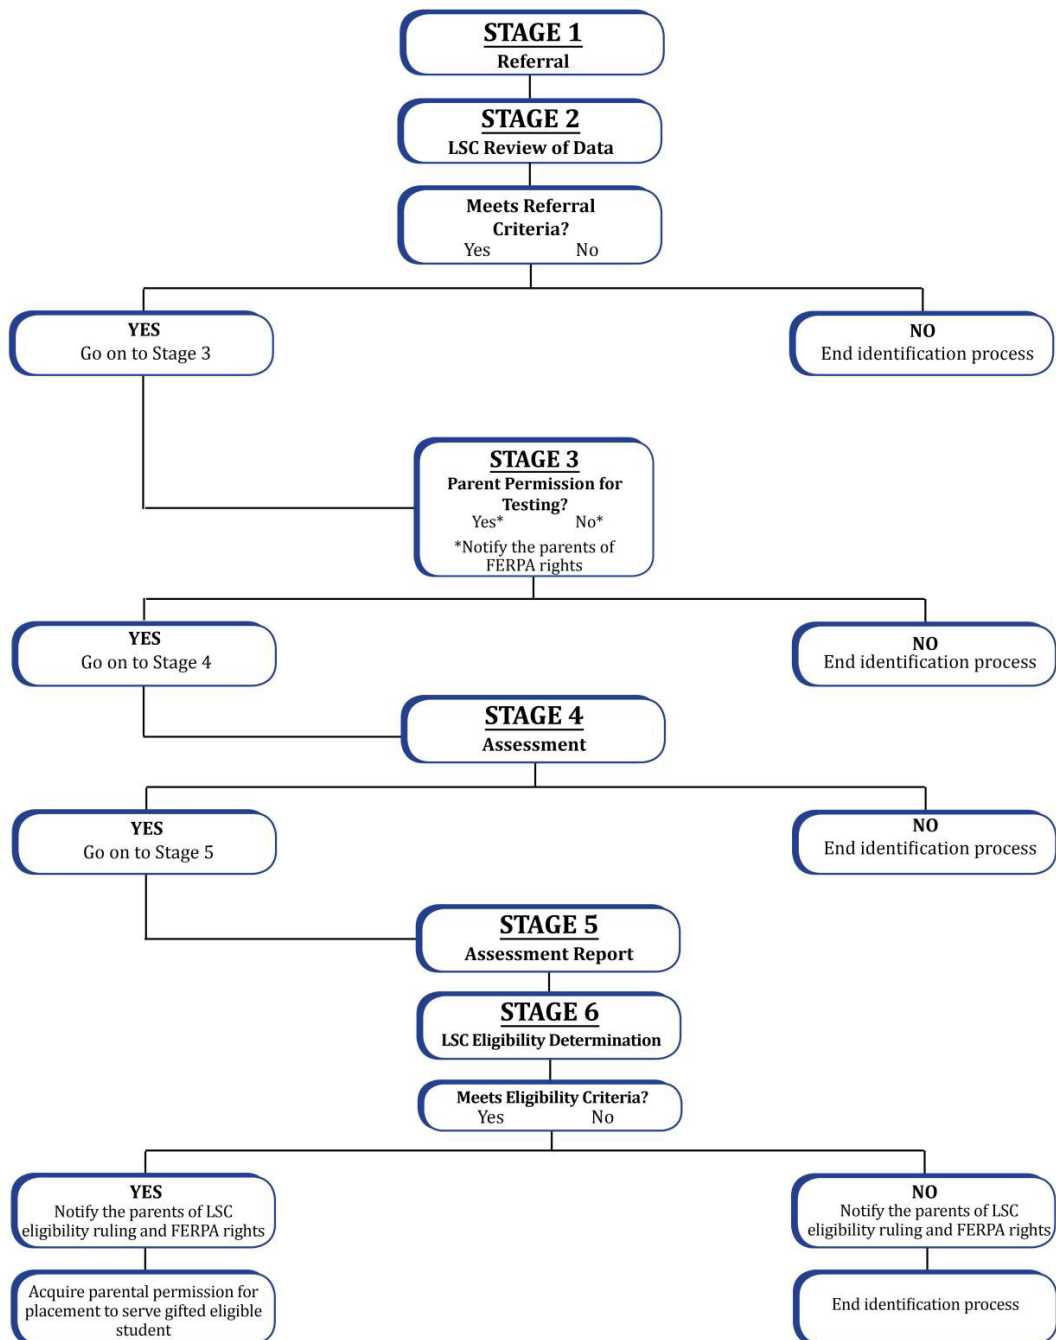 STAGE 1
Referral
STAGE 2
LSC Review of Data
Meets Referral
Criteria?
Yes No
YES
Go on to Stage 3
NO
End identification process
STAGE 3
Parent Permission for
Testing?
Yes* No*
*Notify the parents of
FERPA rights
YES
Go on to Stage 4
NO
End identification process
STAGE 4
Assessment
YES
Go on to Stage 5
NO
End identification process
STAGE 5
Assessment Report
STAGE 6
LSC Eligibility Determination
Meets Eligibility Criteria?
Yes No
YES
Notify the parents of LSC
eligibility ruling and FERPA rights
NO
Notify the parents of LSC
eligibility ruling and FERPA rights
Acquire parental permission for
placement to serve gifted eligible
student
End identification process